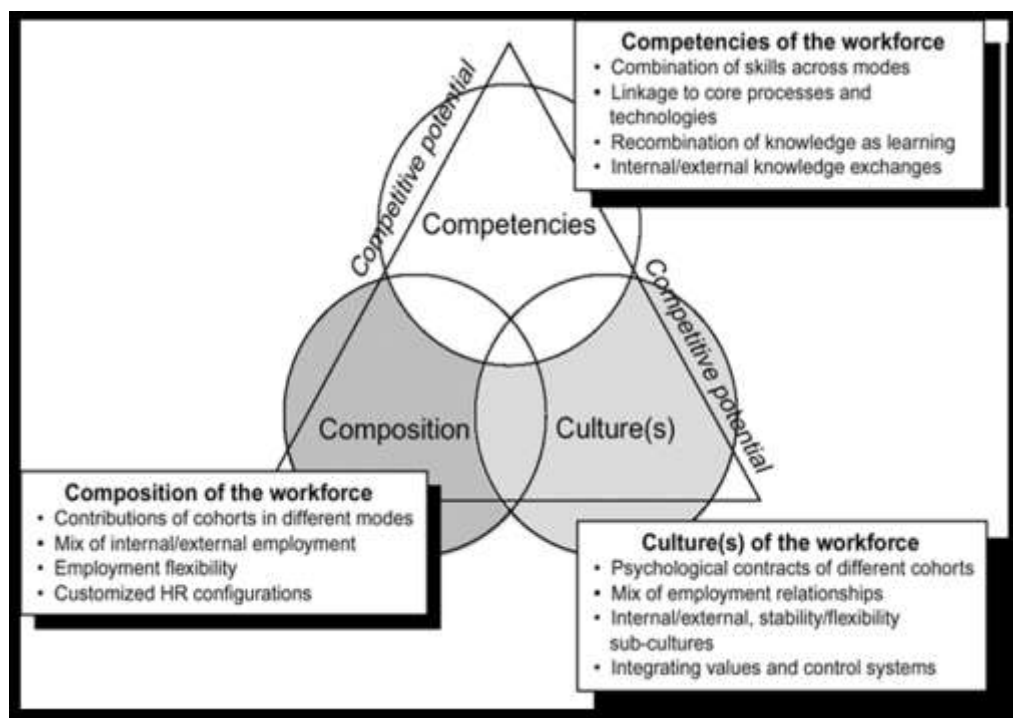 Competencies of the workforce
• Combination of skills across modes
• Linkage to core processes and
technologies
• Recombination of knowledge as learning
• Internal/external knowledge exchanges
Competitive potential
Competencies
Competitive potential
Composition
Culture(s)
Composition of the workforce
• Contributions of cohorts in different modes
• Mix of internal/external employment
• Employment flexibility
• Customized HR configurations
Culture(s) of the workforce
• Psychological contracts of different cohorts
• Mix of employment relationships
• Internal/external, stability/flexibility
sub-cultures
• Integrating values and control systems